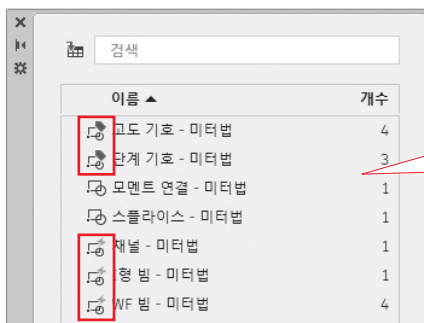 검색
이름 ▲ 개수
고도 기호 - 미터법 4
단계 기호 - 미터법 3
모멘트 연결 - 미터법 1
스플라이스 - 미터법 1
채널 - 미터법 1
형 빔 - 미터법 1
WF 빔 - 미터법 4